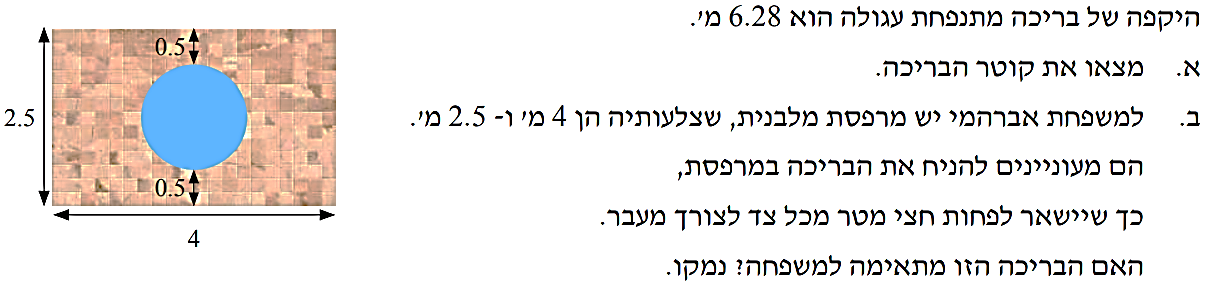 היקפה של בריכה מתנפחת עגולה הוא 6.28 מ׳.
א. מצאו את קוטר הבריכה.
ב. למשפחת אברהמי יש מרפסת מלבנית, שצלעותיה הן 4 מ׳ ו- 2.5 מ׳.
הם מעוניינים להניח את הבריכה במרפסת,
כך שיישאר לפחות חצי מטר מכל צד לצורך מעבר.
האם הבריכה הזו מתאימה למשפחה? נמקו.
0.5
2.5
0.5
4